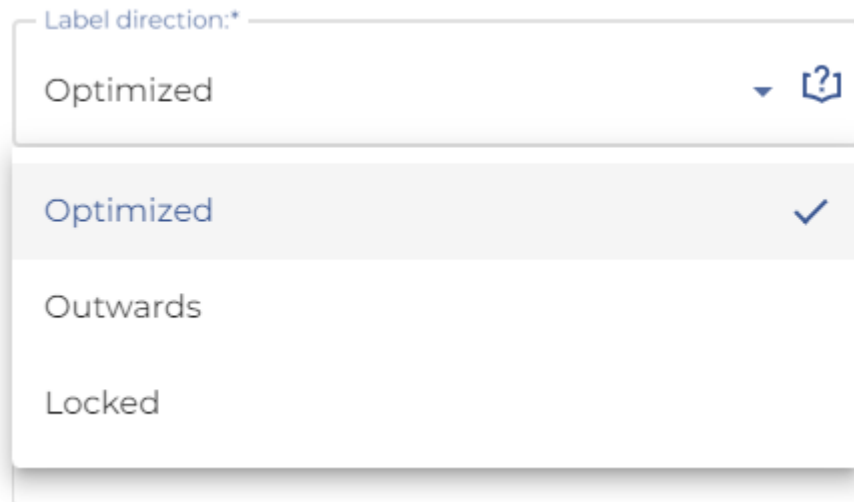 Label direction:*
Optimized
Optimized
Outwards
Locked